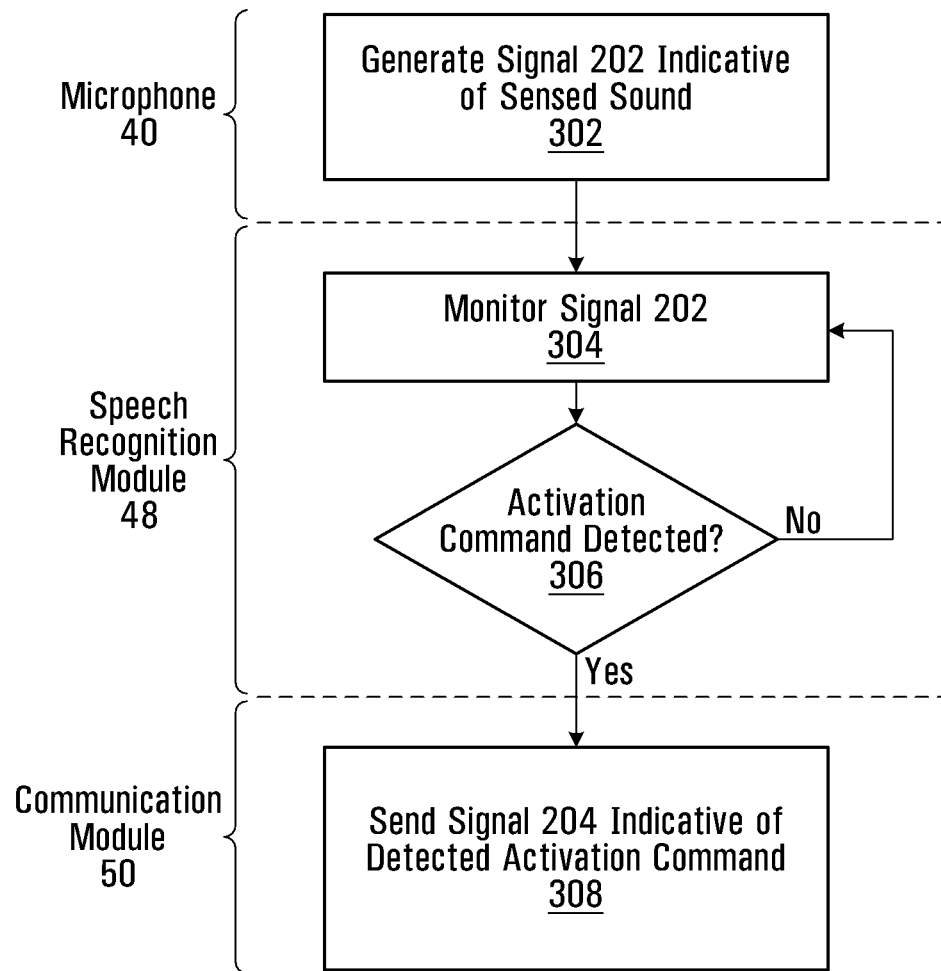 Generate Signal 202 Indicative
of Sensed Sound
302
Microphone
40
Monitor Signal 202
304
Speech
Recognition
Module
48
Activation
Command Detected?
306
No
Yes
Communication
Module
50
Send Signal 204 Indicative of
Detected Activation Command
308